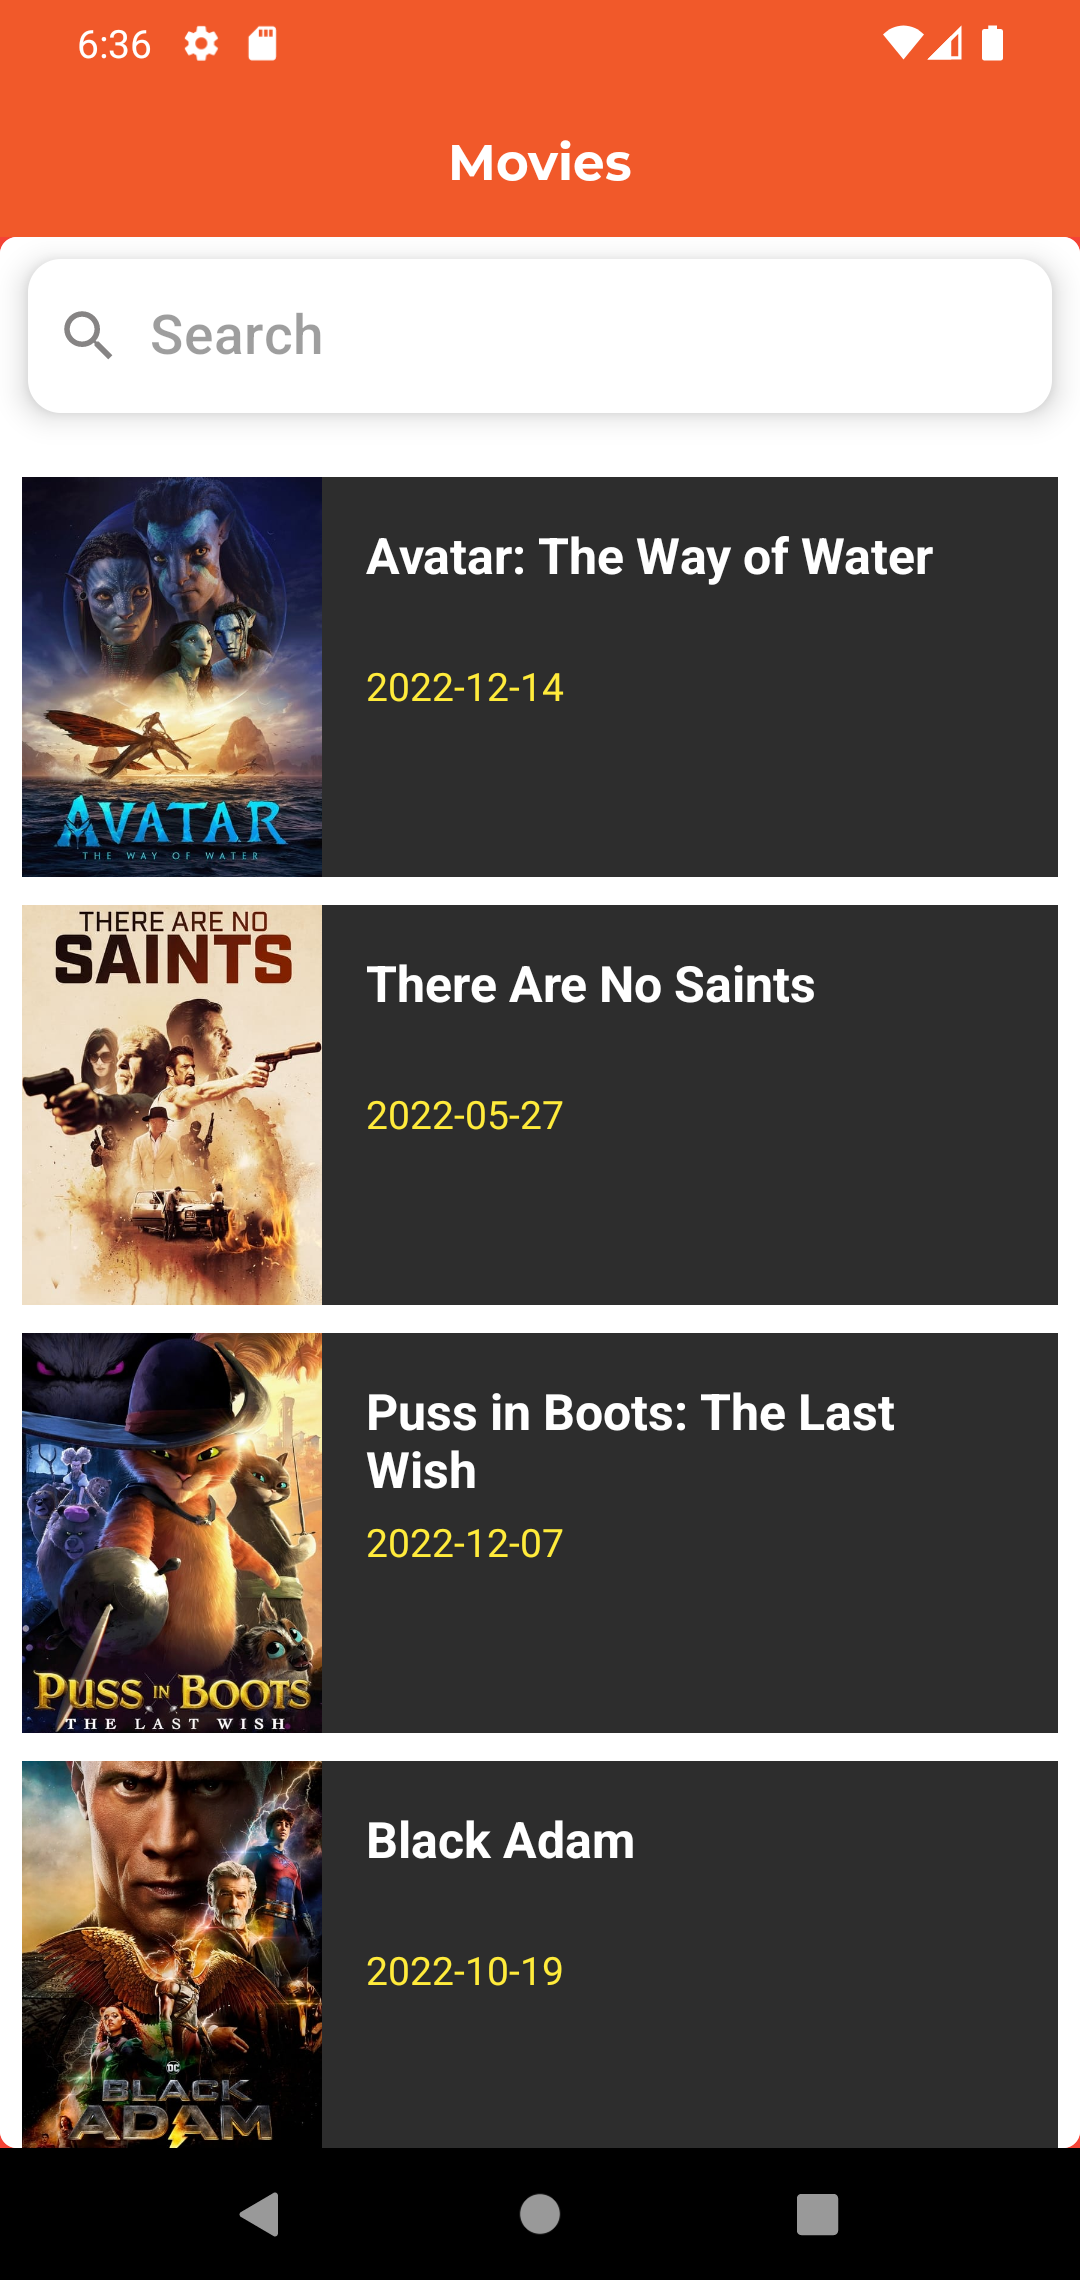 6:36
Movies
Search
AVATAR
THE WAY OF WATER
Avatar: The Way of Water
2022-12-14
THERE ARE NO
SAINTS
There Are No Saints
2022-05-27
PUSS IN BOOTS
THE LAST WISH
Puss in Boots: The Last
Wish
2022-12-07
DC
BLACK
ADAM
Black Adam
2022-10-19